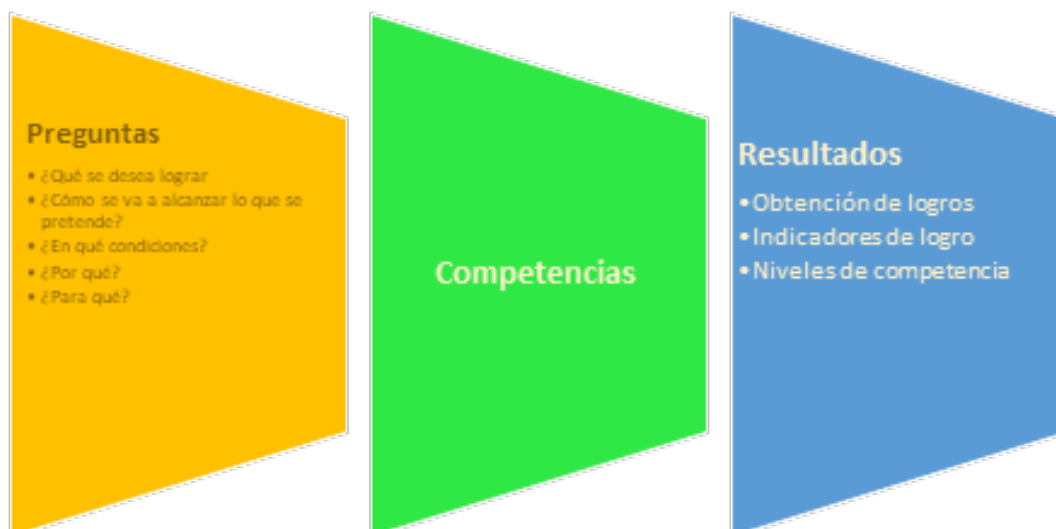 Preguntas
• ¿Qué se desea lograr
• ¿Cómo se va a alcanzar lo que se
pretende?
• ¿En qué condiciones?
• ¿Por qué?
• ¿Para qué?
Competencias
Resultados
• Obtención de logros
• Indicadores de logro
• Niveles de competencia